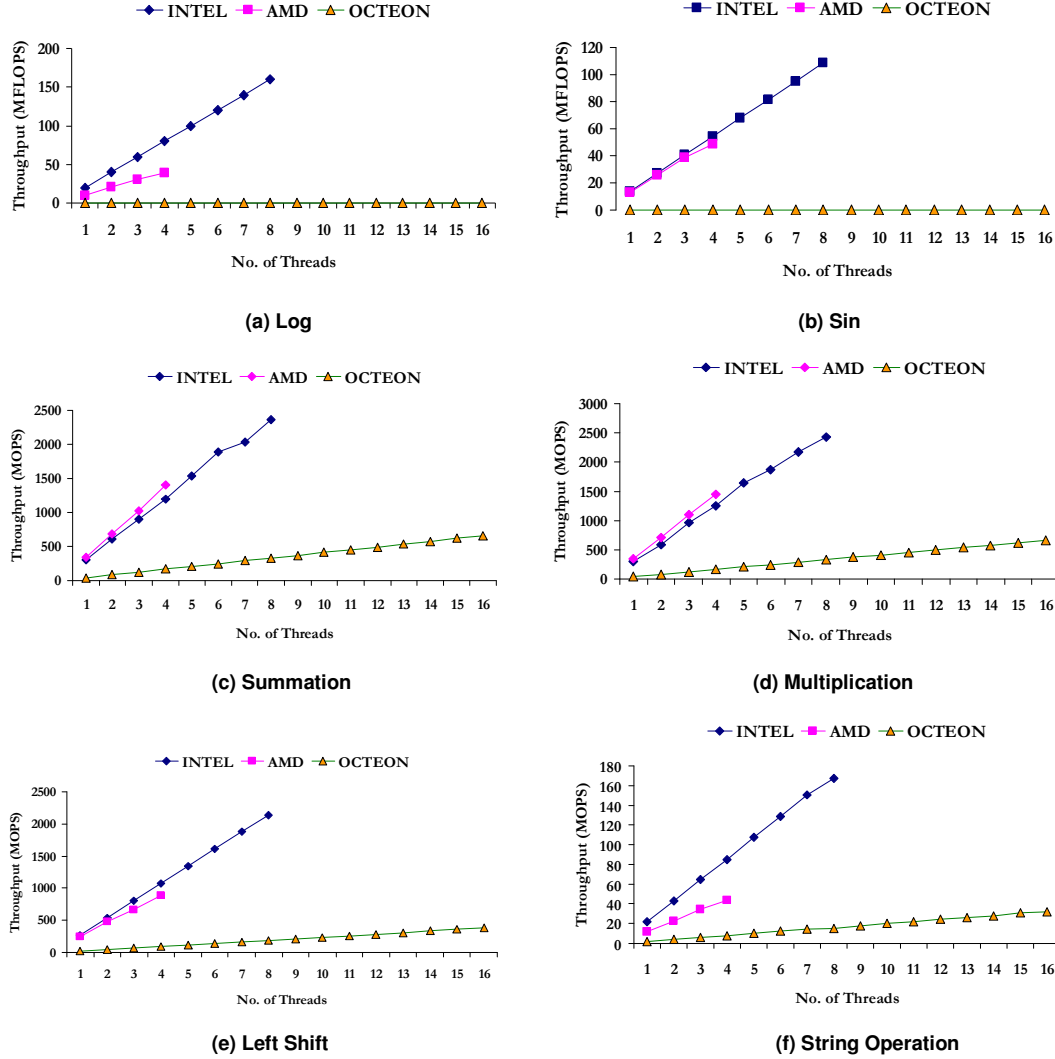 INTEL AMD OCTEON
Throughput (MFLOPS)
200
150
100
50
0
1 2 3 4 5 6 7 8 9 10 11 12 13 14 15 16
No. of Threads
(a) Log
INTEL AMD OCTEON
Throughput (MFLOPS)
120
100
80
60
40
20
0
1 2 3 4 5 6 7 8 9 10 11 12 13 14 15 16
No. of Threads
(b) Sin
INTEL AMD OCTEON
Throughput (MOPS)
2500
2000
1500
1000
500
0
1 2 3 4 5 6 7 8 9 10 11 12 13 14 15 16
No. of Threads
(c) Summation
INTEL AMD OCTEON
Throughput (MOPS)
3000
2500
2000
1500
1000
500
0
1 2 3 4 5 6 7 8 9 10 11 12 13 14 15 16
No. of Threads
(d) Multiplication
INTEL AMD OCTEON
Throughput (MOPS)
2500
2000
1500
1000
500
0
1 2 3 4 5 6 7 8 9 10 11 12 13 14 15 16
No. of Threads
(e) Left Shift
INTEL AMD OCTEON
Throughput (MOPS)
180
160
140
120
100
80
60
40
20
0
1 2 3 4 5 6 7 8 9 10 11 12 13 14 15 16
No. of Threads
(f) String Operation